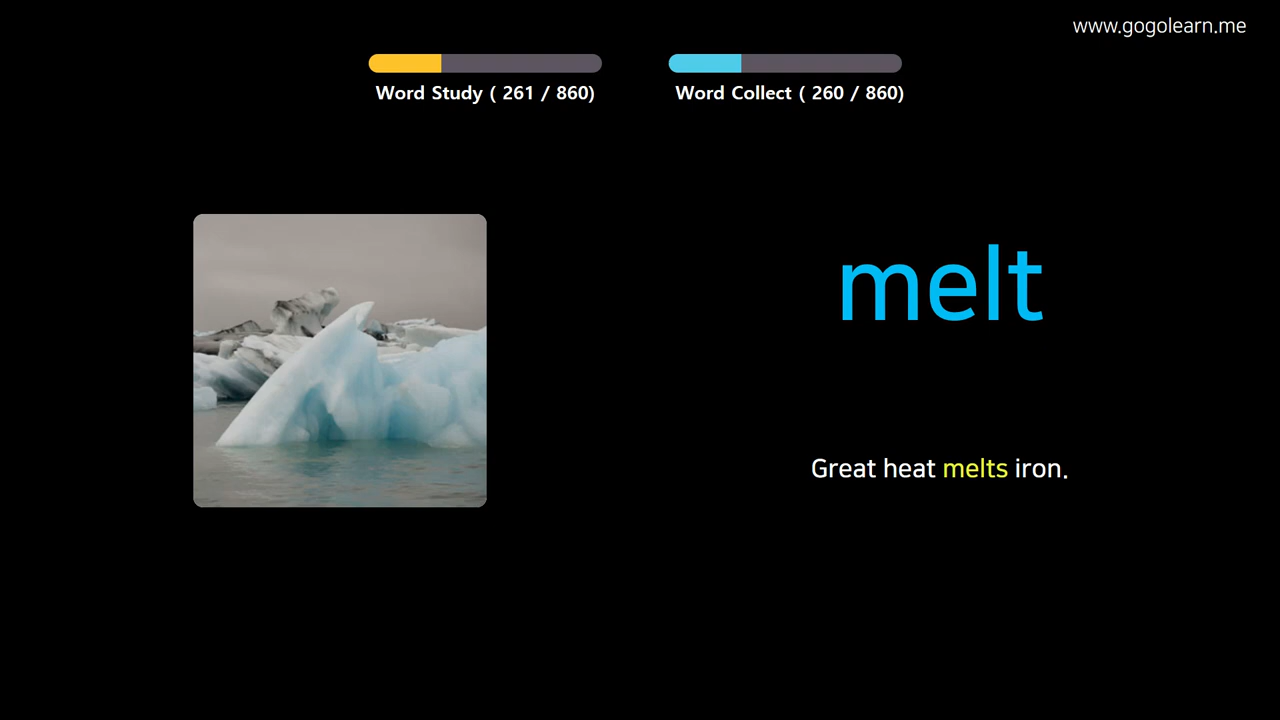 www.gogolearn.me
Word Study ( 261 / 860)
Word Collect ( 260 / 860)
melt
Great heat melts iron.